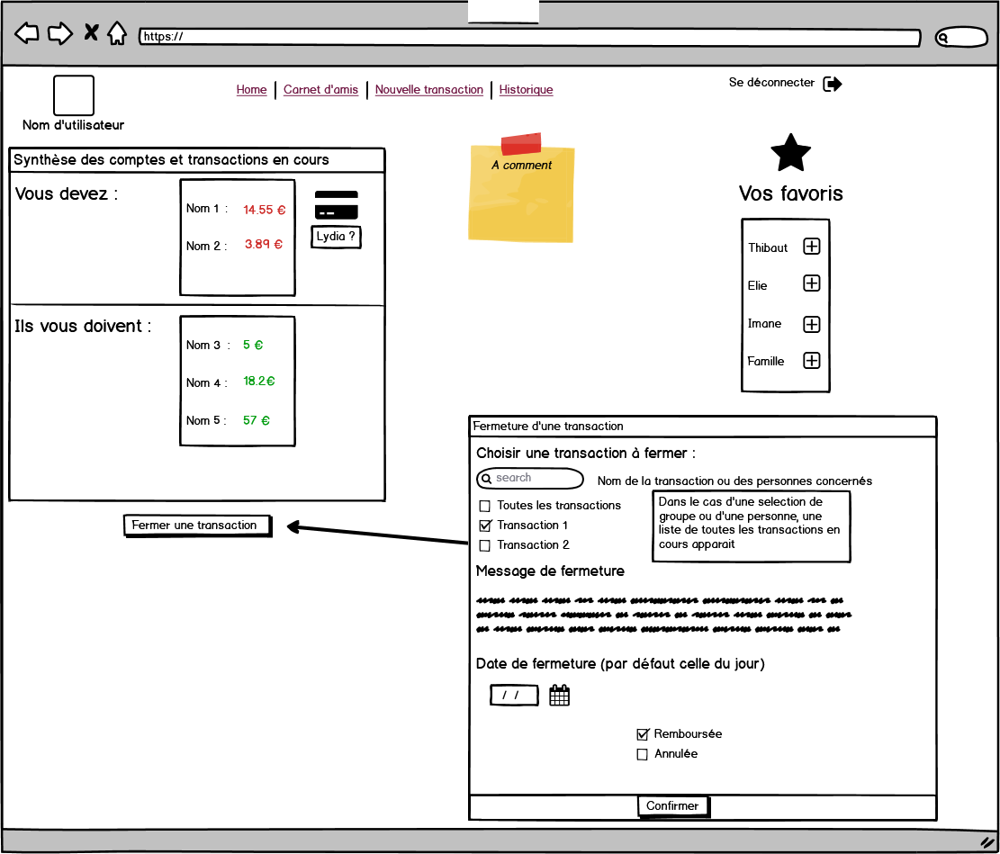 https://
Home
Carnet d'amis
Nouvelle transaction
Historique
Se déconnecter
Nom d'utilisateur
Synthèse des comptes et transactions en cours
Vous devez :
Nom 1 : 14.55 €
Nom 2 : 3.89 €
Lydia ?
Ils vous doivent :
Nom 3 : 5 €
Nom 4 : 18.2€
Nom 5 : 57 €
Fermer une transaction
A comment
Vos favoris
Thibaut
Elie
Imane
Famille
Fermeture d'une transaction
Choisir une transaction à fermer :
search
Nom de la transaction ou des personnes concernés
Toutes les transactions
Transaction 1
Transaction 2
Dans le cas d'une selection de
groupe ou d'une personne, une
liste de toutes les transactions en
cours apparait
Message de fermeture
Date de fermeture (par défaut celle du jour)
/ /
Remboursée
Annulée
Confirmer